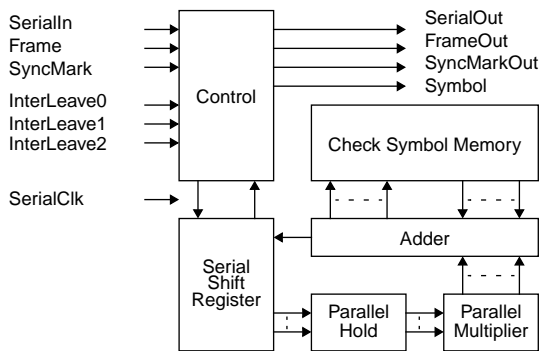 SerialIn
Frame
SyncMark
InterLeave0
InterLeave1
InterLeave2
SerialClk
Control
SerialOut
FrameOut
SyncMarkOut
Symbol
Check Symbol Memory
Adder
Serial
Shift
Register
Parallel
Hold
Parallel
Multiplier